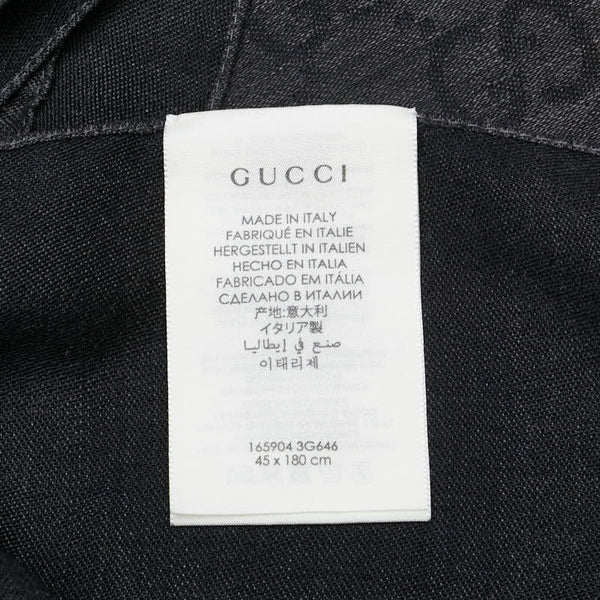 GUCCI
MADE IN ITALY
FABRIQUÉ EN ITALIE
HERGESTELLT IN ITALIEN
HECHO EN ITALIA
FABRICADO EM ITÁLIA
СДЕЛАНО В ИТАЛИИ
产地:意大利
イタリア製
صنع في إيطاليا
이태리제
165904 3G646
45 x 180 cm